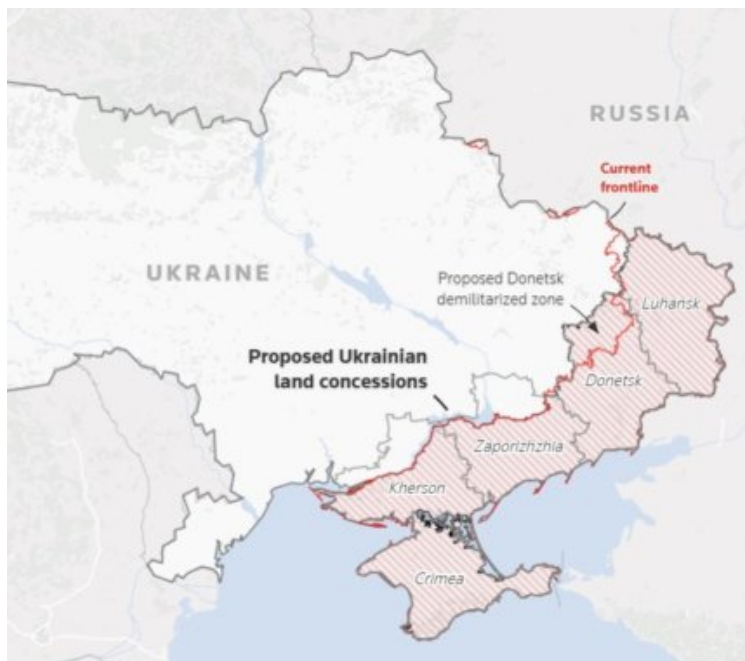 RUSSIA
Current
frontline
UKRAINE
Proposed Donetsk
demilitarized zone
Luhansk
Proposed Ukrainian
land concessions
Donetsk
Zaporizhzhia
Kherson
Crimea